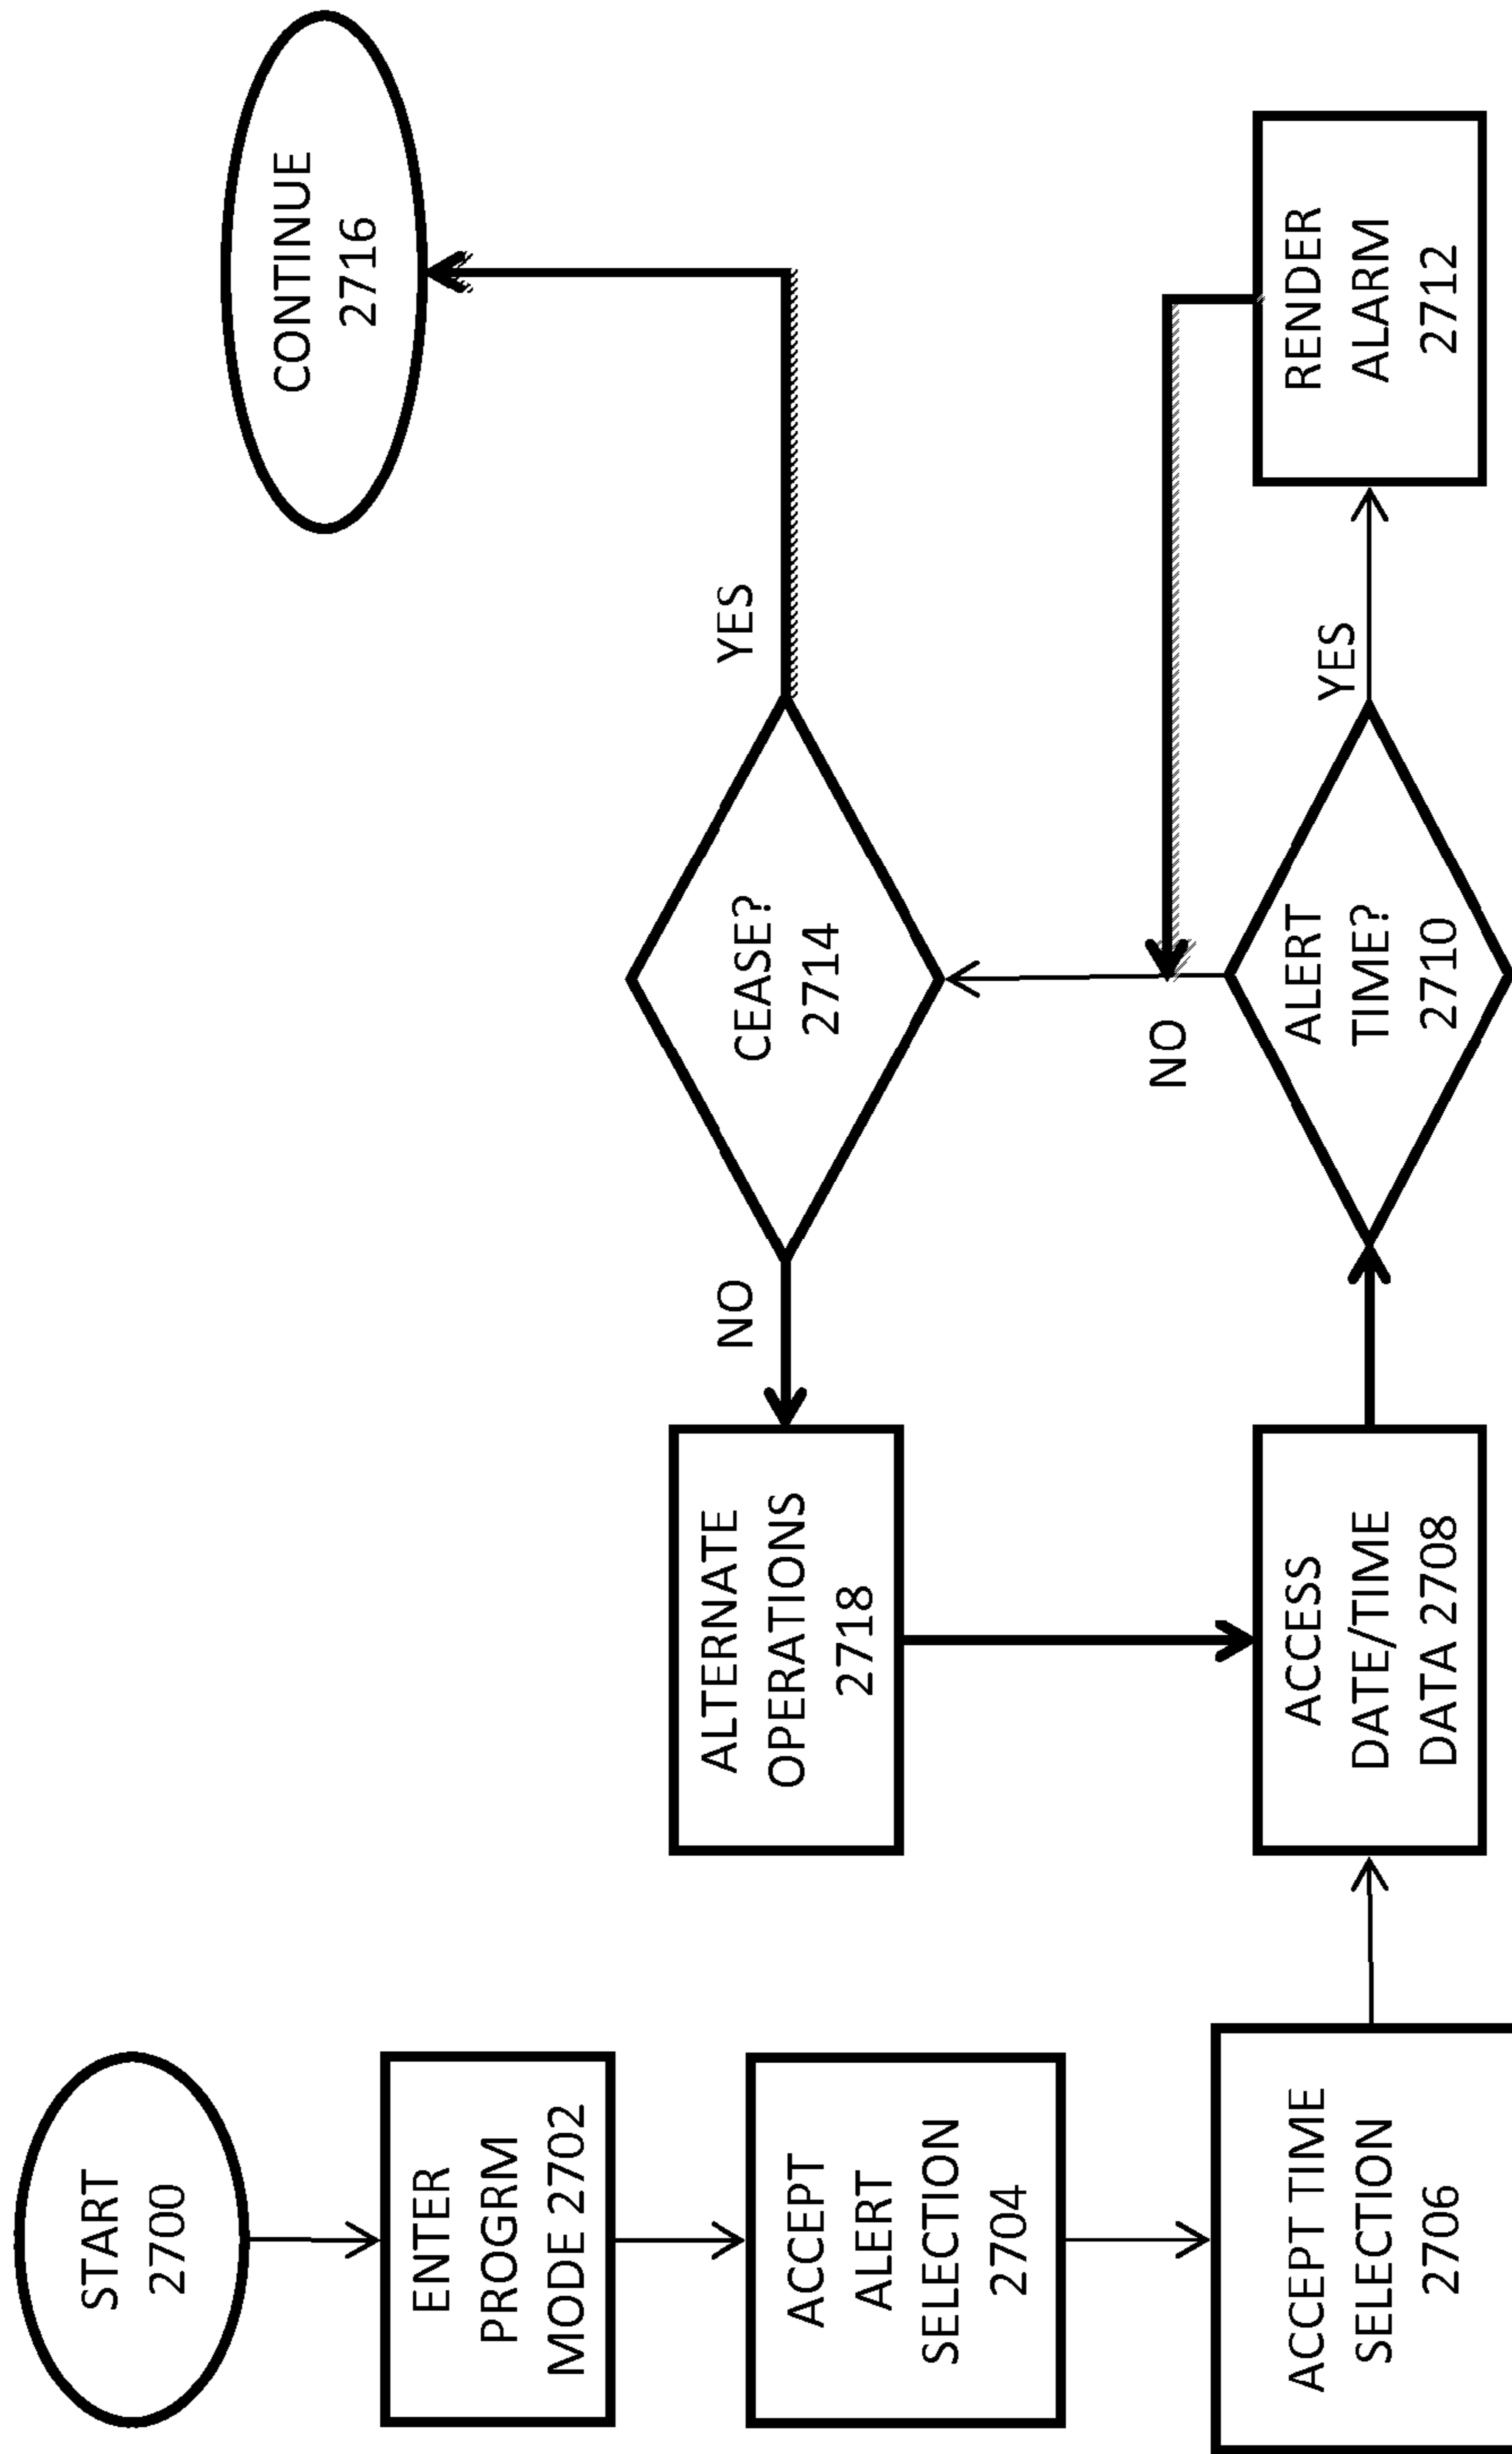 START
2700
ENTER
PROGRM
MODE 2702
ACCEPT
ALERT
SELECTION
2704
ACCEPT TIME
SELECTION
2706
ALTERNATE
OPERATIONS
2718
ACCESS
DATE/TIME
DATA 2708
NO
CEASE?
2714
YES
NO
ALERT
TIME?
2710
YES
CONTINUE
2716
RENDER
ALARM
2712